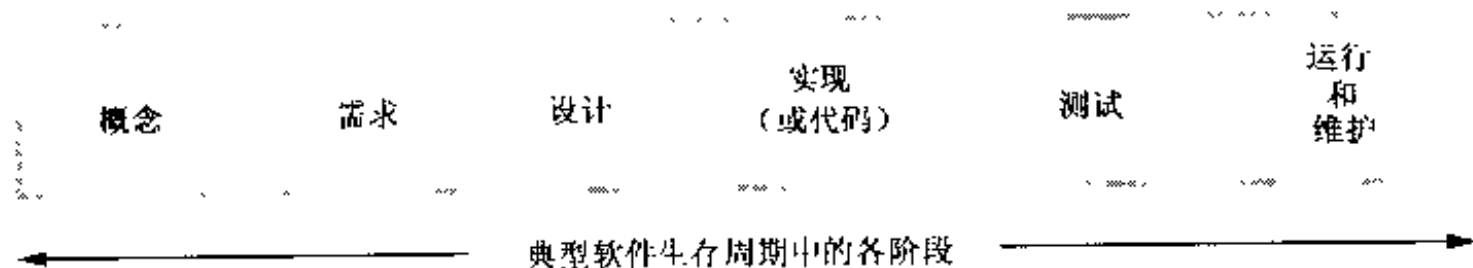 概念 需求 设计 实现 测试 运行
（或代码） 和
维护
典型软件生存周期中的各阶段